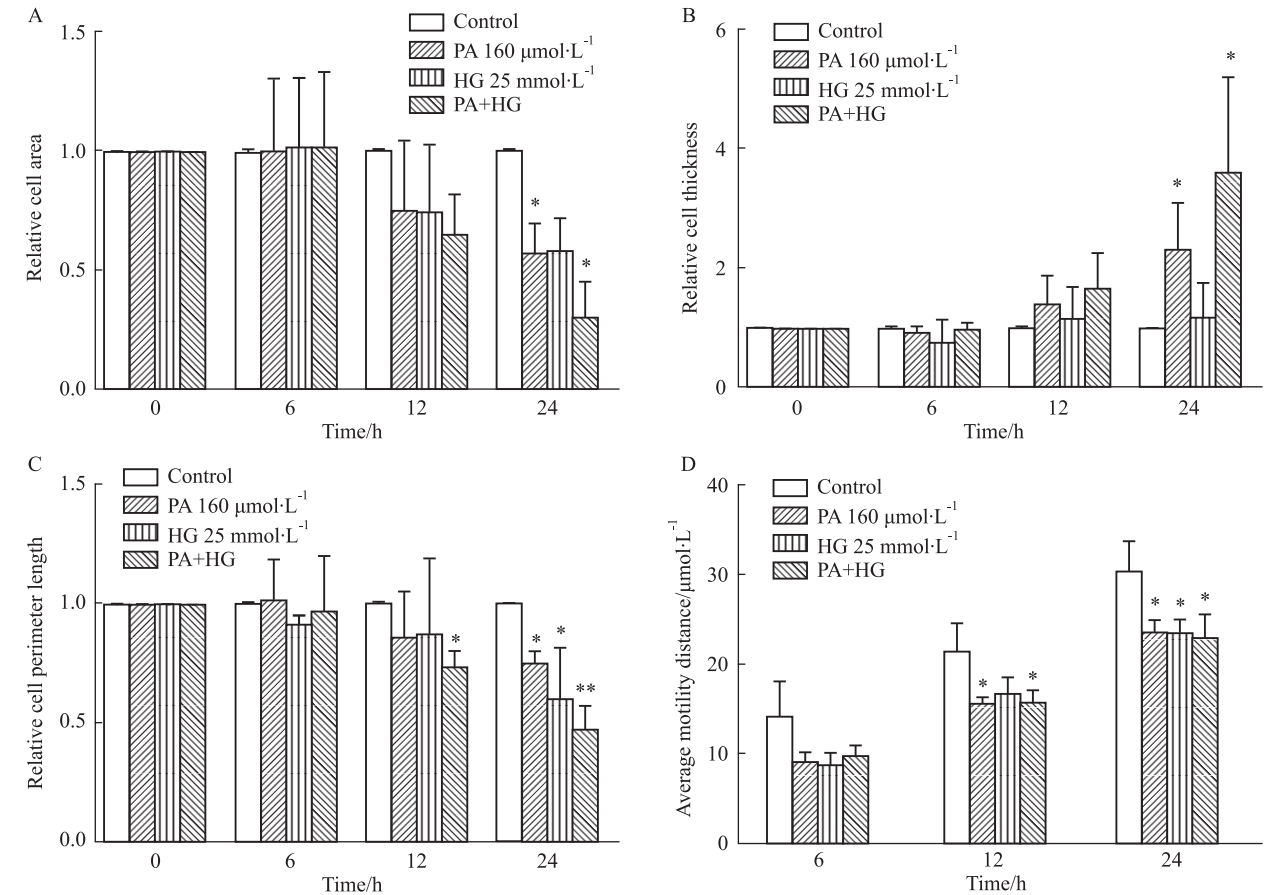 A
Control
PA 160 μmol·L⁻¹
HG 25 mmol·L⁻¹
PA+HG
Relative cell area
1.5
1.0
0.5
0.0
*
*
0 6 12 24
Time/h
B
Control
PA 160 μmol·L⁻¹
HG 25 mmol·L⁻¹
PA+HG
Relative cell thickness
6
4
2
0
*
*
0 6 12 24
Time/h
C
Control
PA 160 μmol·L⁻¹
HG 25 mmol·L⁻¹
PA+HG
Relative cell perimeter length
1.5
1.0
0.5
0.0
*
* * **
0 6 12 24
Time/h
D
Control
PA 160 μmol·L⁻¹
HG 25 mmol·L⁻¹
PA+HG
Average motility distance/μmol·L⁻¹
40
30
20
10
0
* *
* * *
6 12 24
Time/h